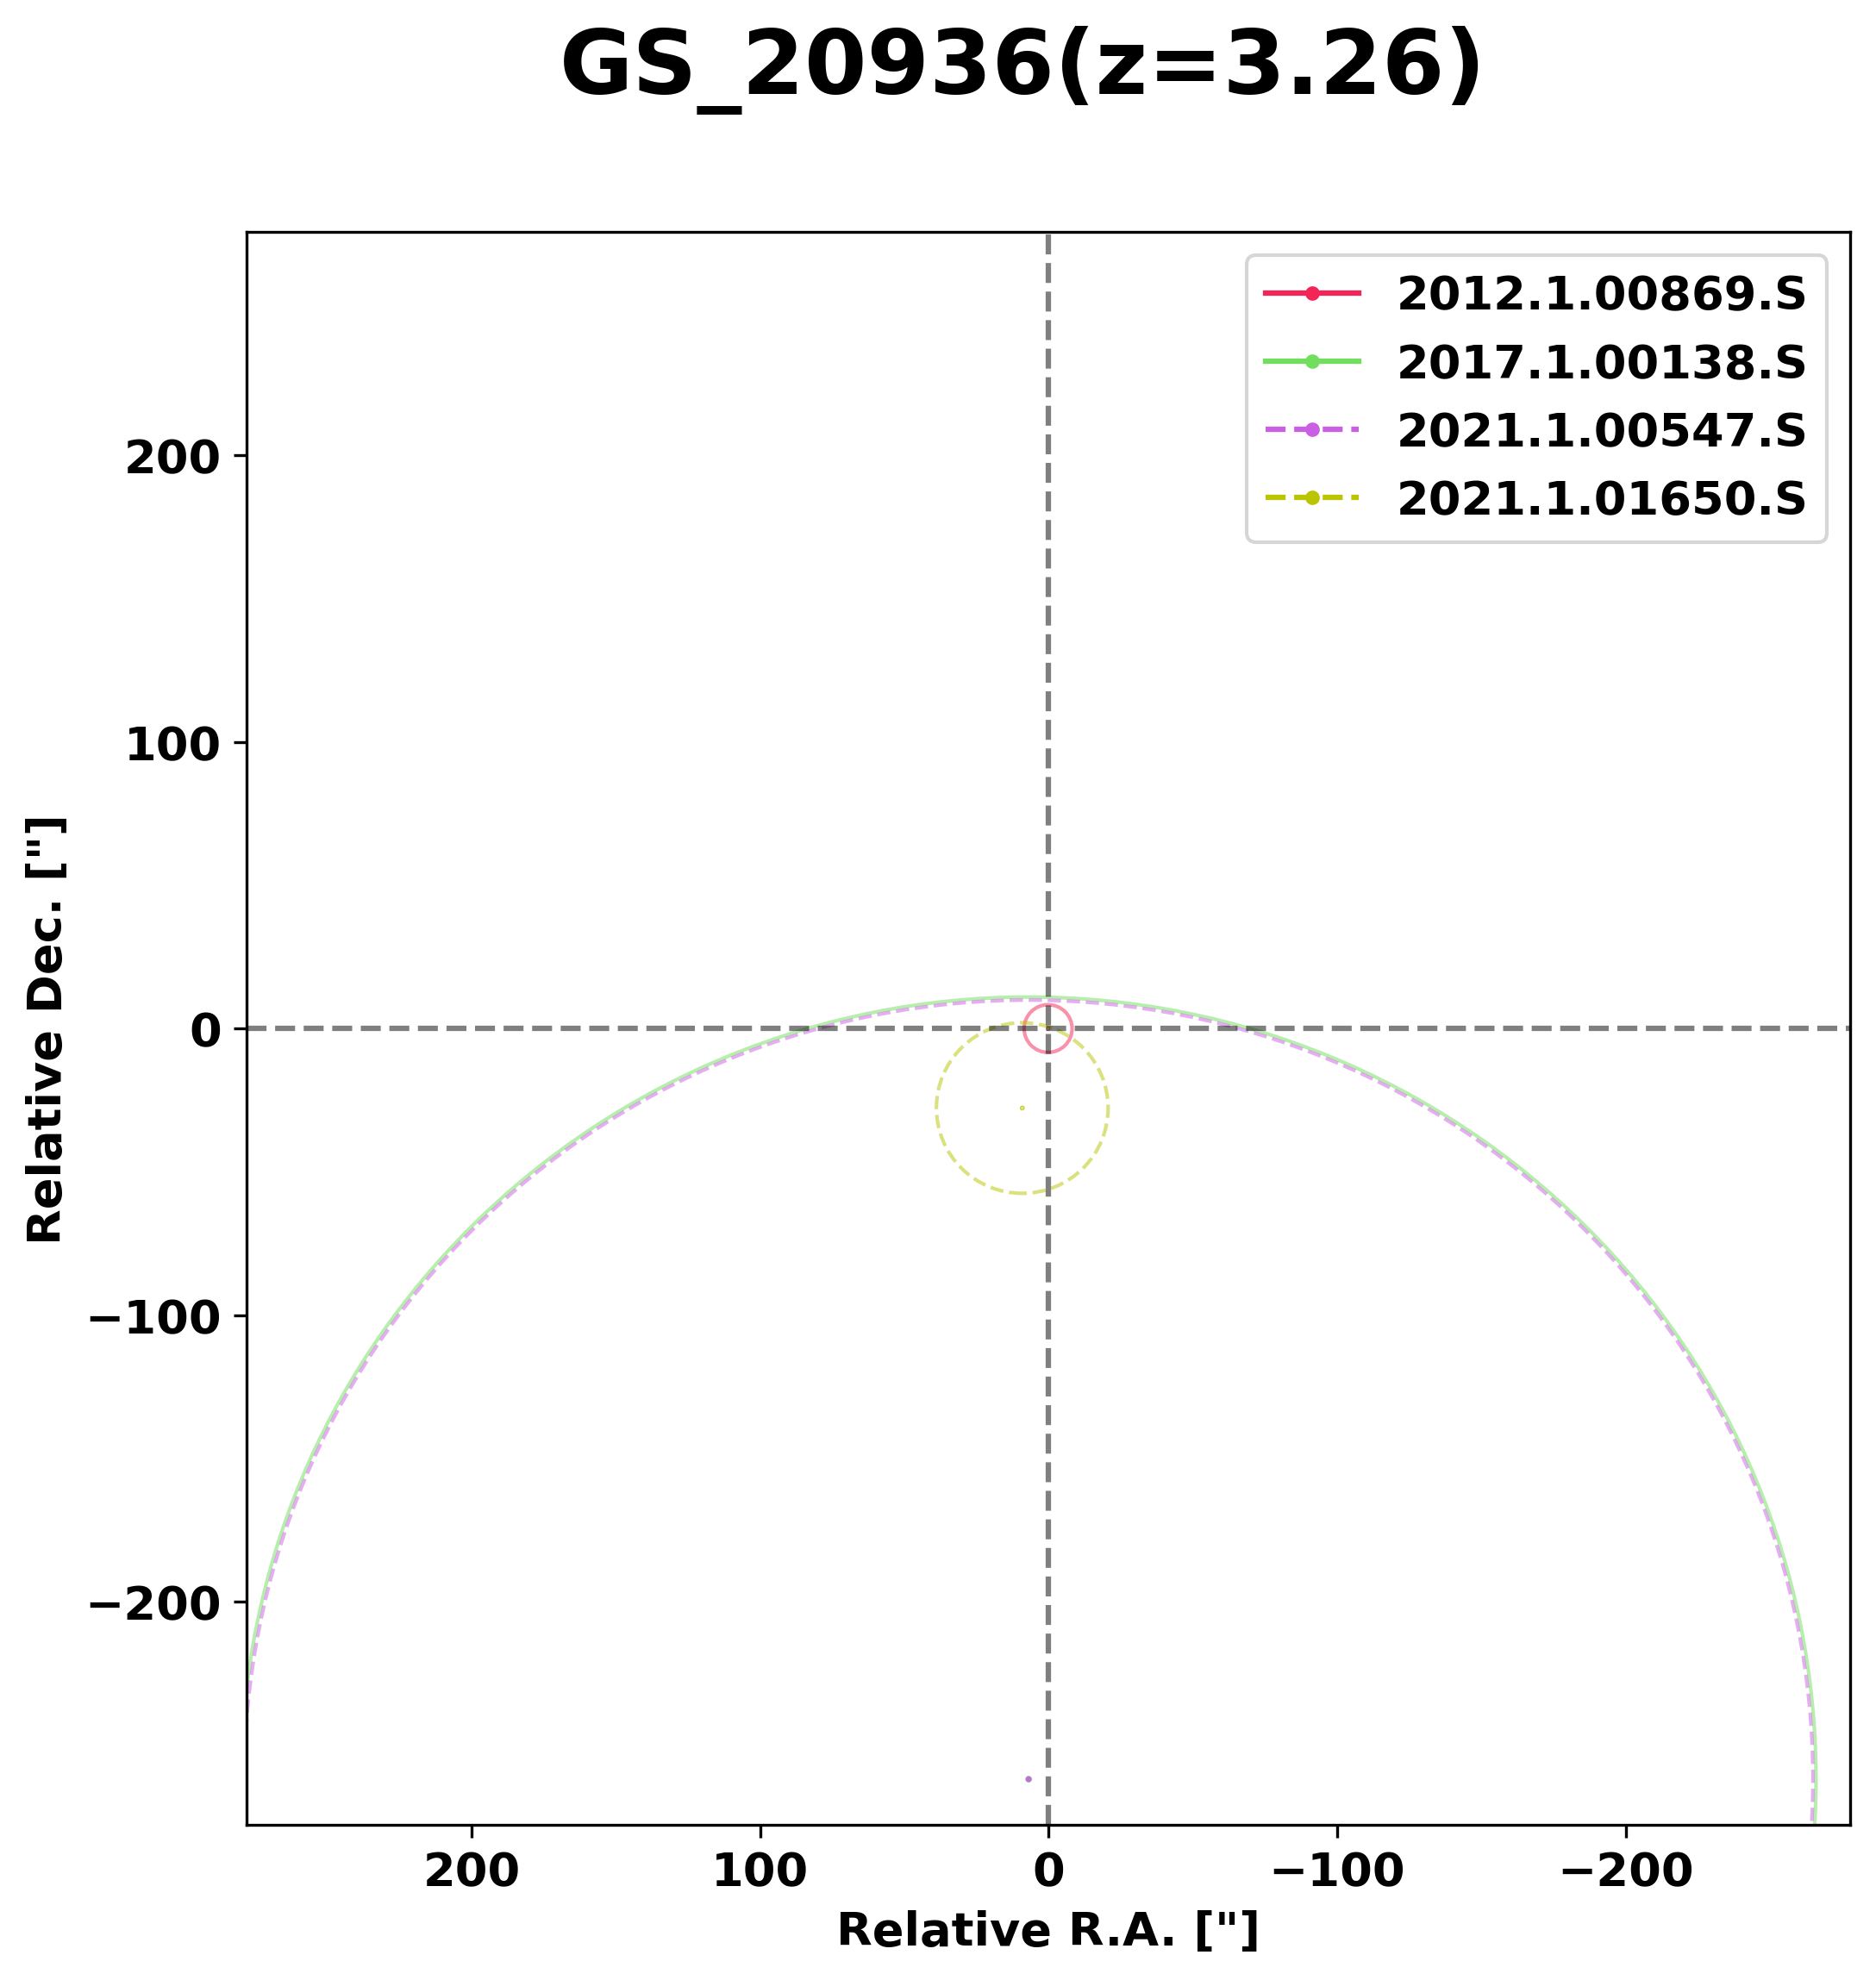 GS_20936(z=3.26)
2012.1.00869.S
2017.1.00138.S
2021.1.00547.S
2021.1.01650.S
Relative Dec. ["]
200
100
0
−100
−200
200
100
0
−100
−200
Relative R.A. ["]